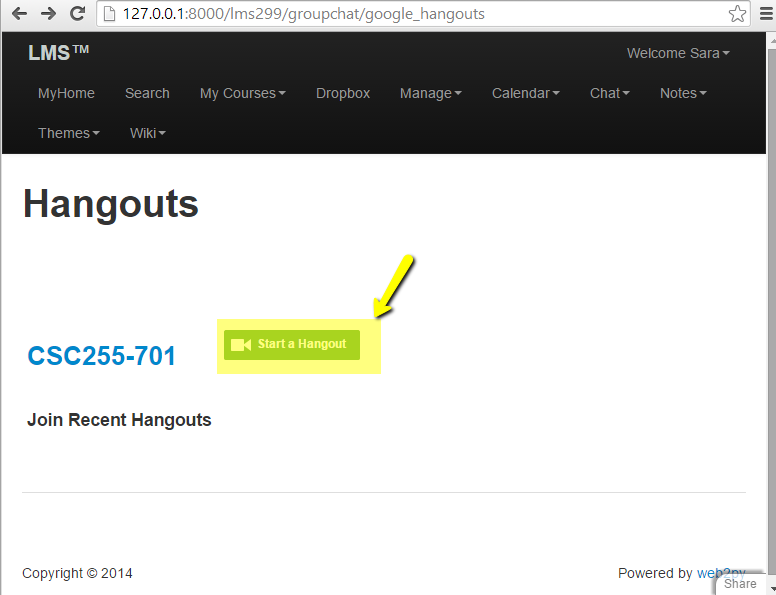 127.0.0.1:8000/lms299/groupchat/google_hangouts
LMS™ Welcome Sara
MyHome Search My Courses Dropbox Manage Calendar Chat Notes
Themes Wiki
Hangouts
CSC255-701 Start a Hangout
Join Recent Hangouts
Copyright © 2014 Powered by web2py
Share